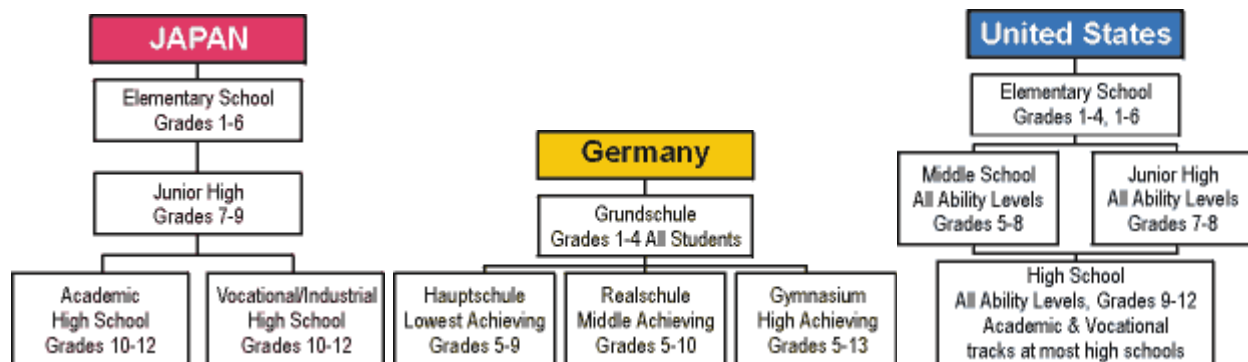 JAPAN
Elementary School
Grades 1-6
Junior High
Grades 7-9
Academic
High School
Grades 10-12
Vocational/Industrial
High School
Grades 10-12
Germany
Grundschule
Grades 1-4 All Students
Hauptschule
Lowest Achieving
Grades 5-9
Realschule
Middle Achieving
Grades 5-10
Gymnasium
High Achieving
Grades 5-13
United States
Elementary School
Grades 1-4, 1-6
Middle School
All Ability Levels
Grades 5-8
Junior High
All Ability Levels
Grades 7-8
High School
All Ability Levels, Grades 9-12
Academic & Vocational
tracks at most high schools